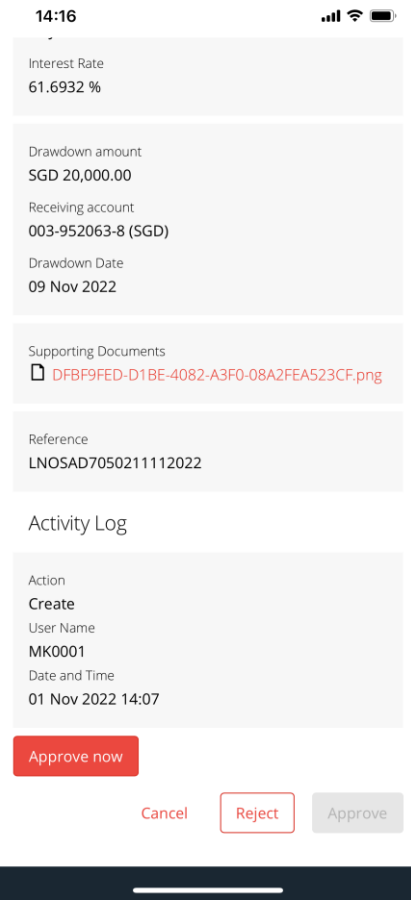 14:16
Interest Rate
61.6932 %
Drawdown amount
SGD 20,000.00
Receiving account
003-952063-8 (SGD)
Drawdown Date
09 Nov 2022
Supporting Documents
DFBF9FED-D1BE-4082-A3F0-08A2FEA523CF.png
Reference
LNOSAD7050211112022
Activity Log
Action
Create
User Name
MK0001
Date and Time
01 Nov 2022 14:07
Approve now
Cancel Reject Approve